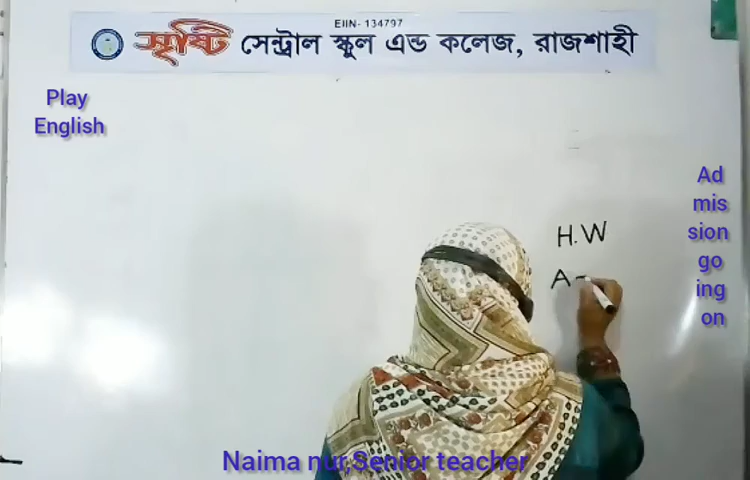 EIIN- 134797
সৃষ্টি সেন্ট্রাল স্কুল এন্ড কলেজ, রাজশাহী
Play
English
Ad
mis
sion
go
ing
on
H.W
A -
Naima nur,Senior teacher